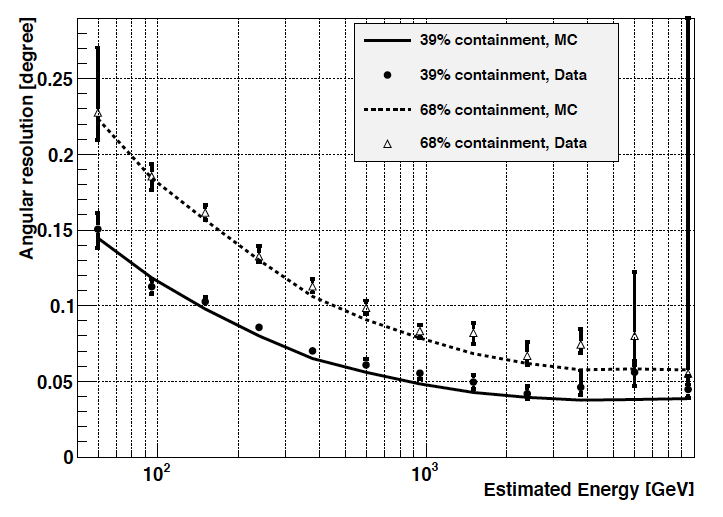 Angular resolution [degree]
0.25
0.2
0.15
0.1
0.05
0
39% containment, MC
39% containment, Data
68% containment, MC
68% containment, Data
10²
10³
Estimated Energy [GeV]